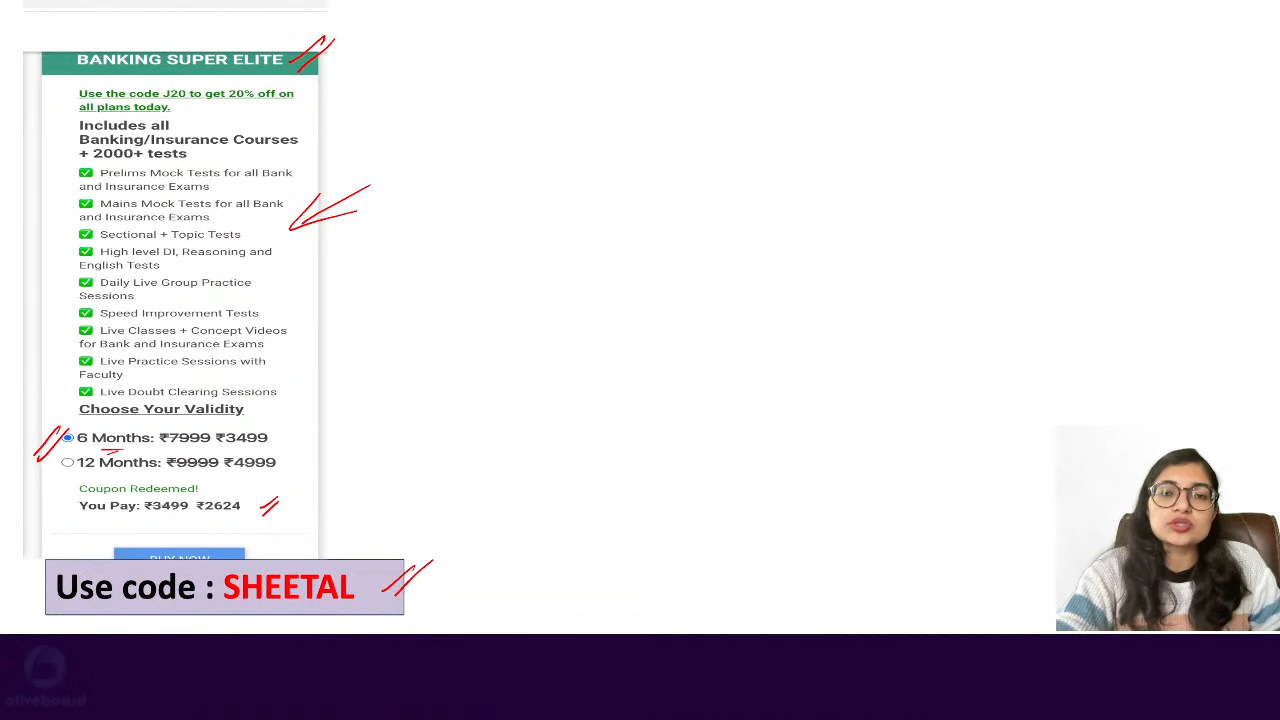 BANKING SUPER ELITE
Use the code J20 to get 20% off on
all plans today.
Includes all
Banking/Insurance Courses
+ 2000+ tests
Prelims Mock Tests for all Bank
and Insurance Exams
Mains Mock Tests for all Bank
and Insurance Exams
Sectional + Topic Tests
High level DI, Reasoning and
English Tests
Daily Live Group Practice
Sessions
Speed Improvement Tests
Live Classes + Concept Videos
for Bank and Insurance Exams
Live Practice Sessions with
Faculty
Live Doubt Clearing Sessions
Choose Your Validity
6 Months: ₹7999 ₹3499
12 Months: ₹9999 ₹4999
Coupon Redeemed!
You Pay: ₹3499 ₹2624
BUY NOW
Use code : SHEETAL